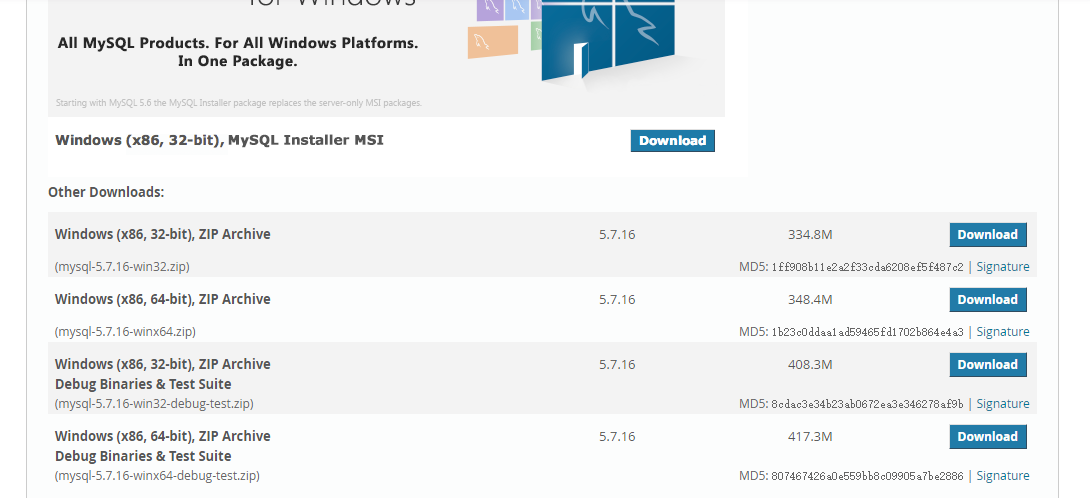 for Windows
All MySQL Products. For All Windows Platforms.
In One Package.
Starting with MySQL 5.6 the MySQL Installer package replaces the server-only MSI packages.
Windows (x86, 32-bit), MySQL Installer MSI Download
Other Downloads:
Windows (x86, 32-bit), ZIP Archive 5.7.16 334.8M Download
(mysql-5.7.16-win32.zip) MD5: 1ff908b11e2a2f33cda6208ef5f487c2 | Signature
Windows (x86, 64-bit), ZIP Archive 5.7.16 348.4M Download
(mysql-5.7.16-winx64.zip) MD5: 1b23c0ddaa1ad59465fd1702b864e4a3 | Signature
Windows (x86, 32-bit), ZIP Archive 5.7.16 408.3M Download
Debug Binaries & Test Suite
(mysql-5.7.16-win32-debug-test.zip) MD5: 8cdac3e34b23ab0672ea3e346278af9b | Signature
Windows (x86, 64-bit), ZIP Archive 5.7.16 417.3M Download
Debug Binaries & Test Suite
(mysql-5.7.16-winx64-debug-test.zip) MD5: 807467426a0e559bb8c09905a7be2886 | Signature